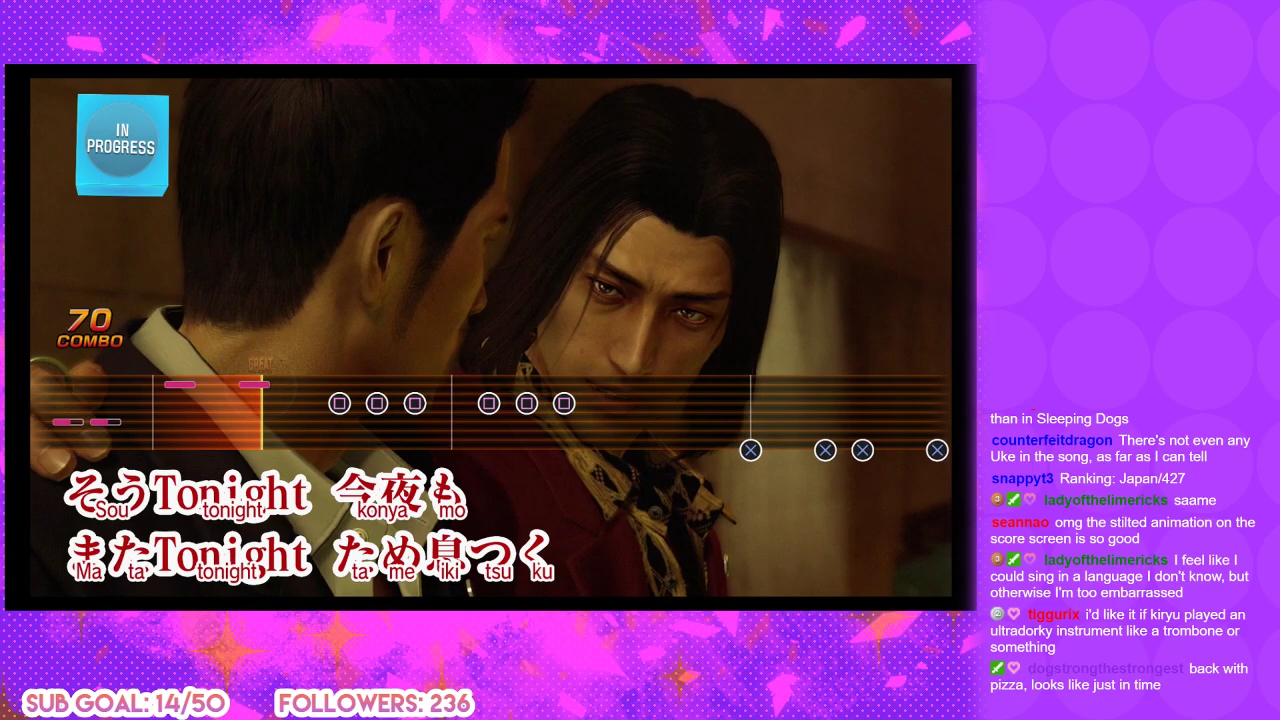 IN
PROGRESS
70
COMBO
GREAT
そうTonight 今夜も
Sou tonight konya mo
またTonight ため息つく
Ma ta tonight ta me iki tsu ku
SUB GOAL: 14/50 FOLLOWERS: 236
than in Sleeping Dogs
counterfeitdragon There's not even any
Uke in the song, as far as I can tell
snappyt3 Ranking: Japan/427
ladyofthelimericks saame
seannao omg the stilted animation on the
score screen is so good
ladyofthelimericks I feel like I
could sing in a language I don't know, but
otherwise I'm too embarrassed
tiggurix i'd like it if kiryu played an
ultradorky instrument like a trombone or
something
dogstrongthestrongest back with
pizza, looks like just in time